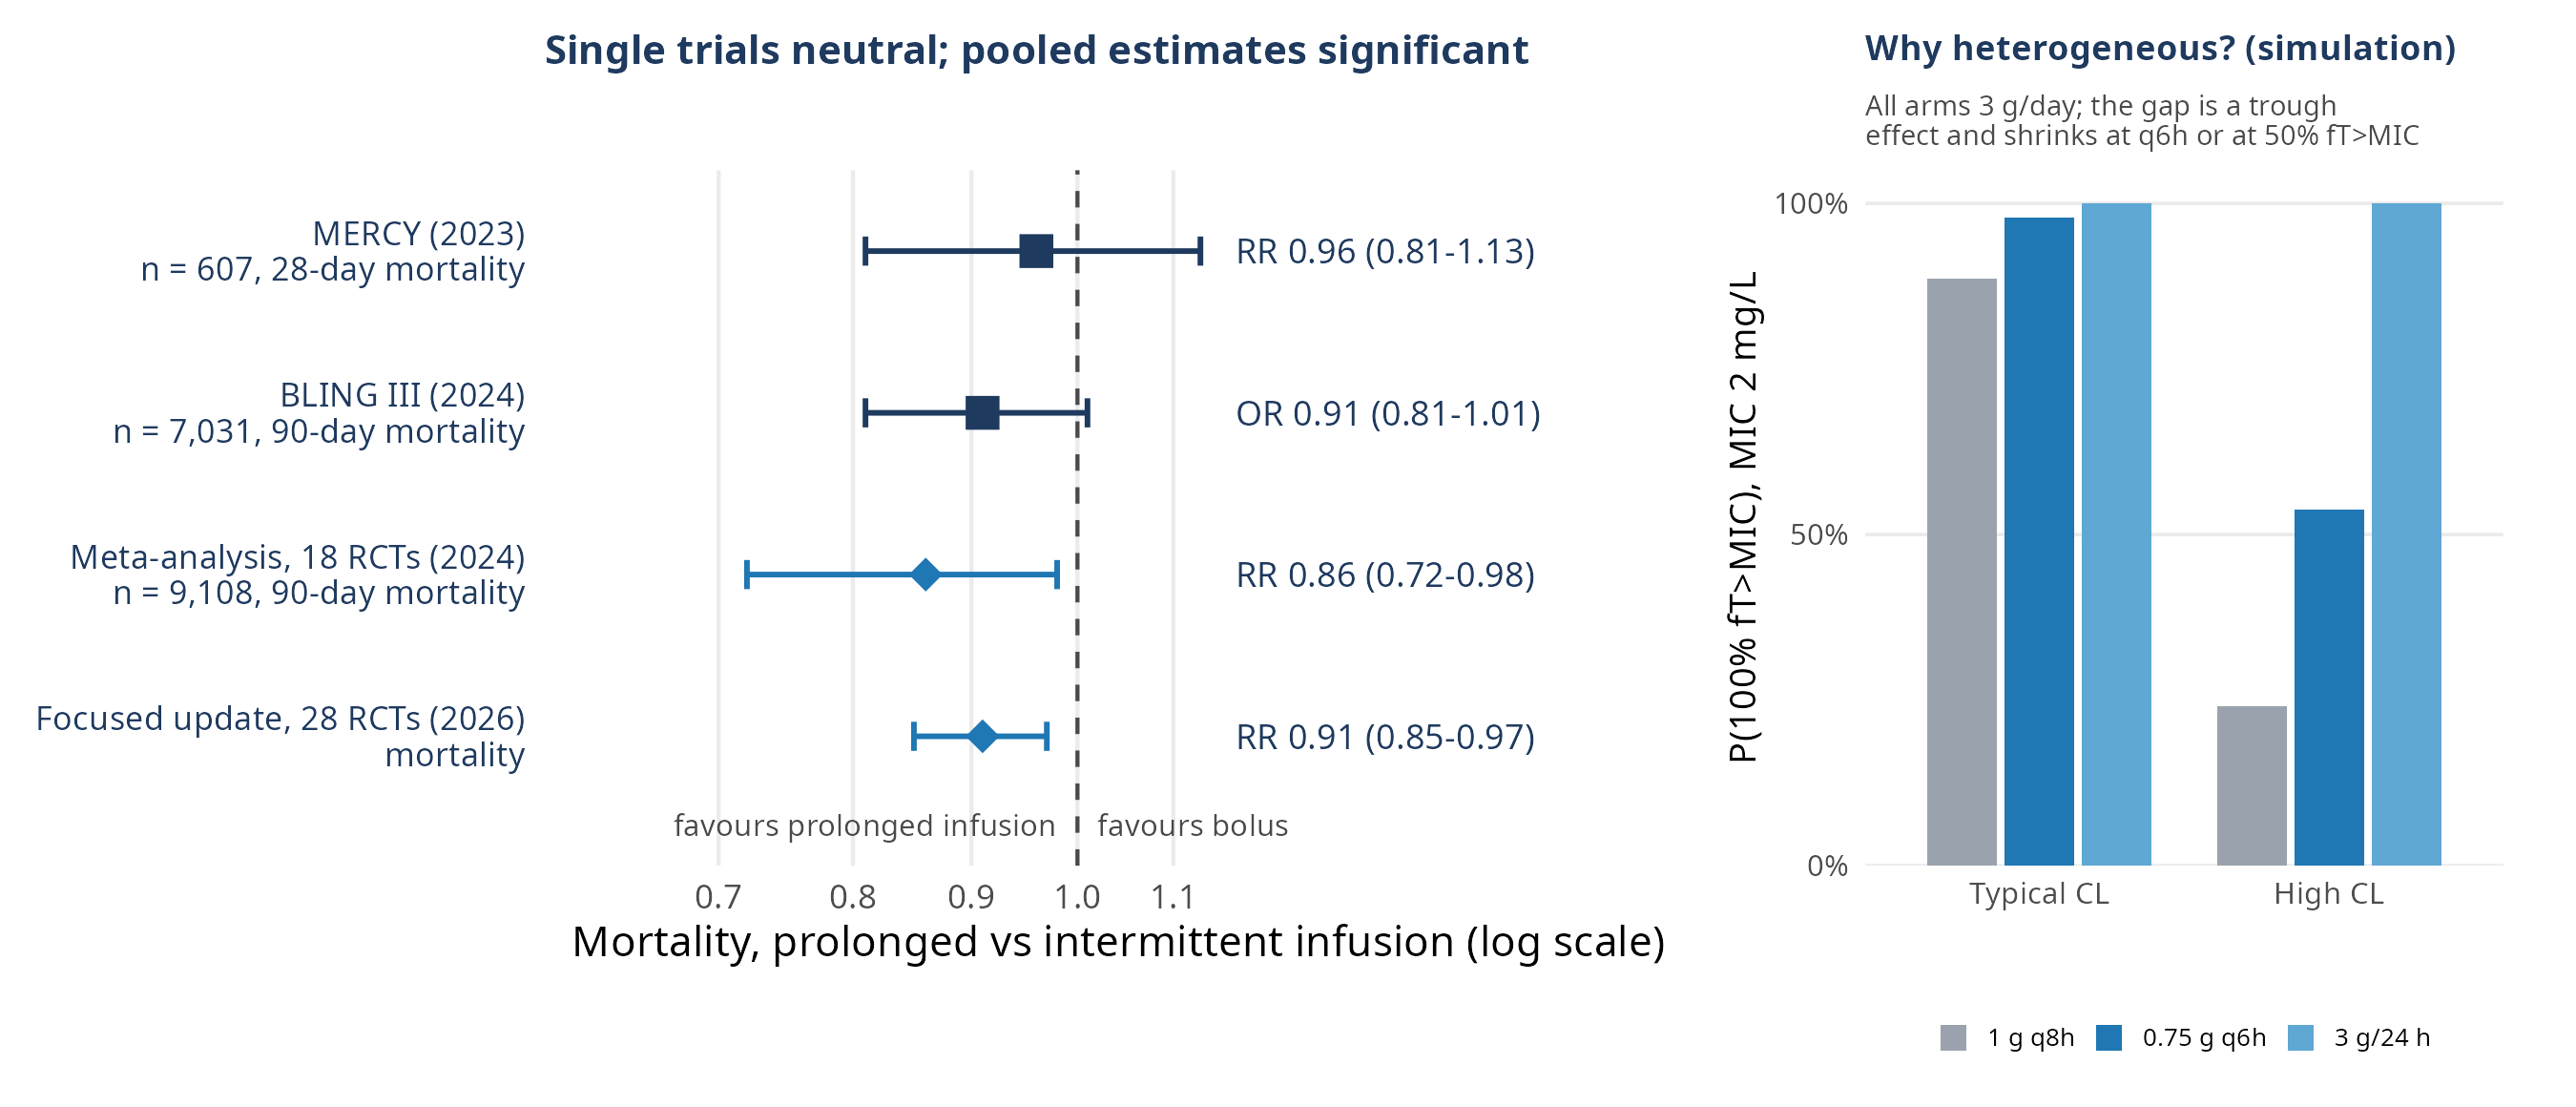 Single trials neutral; pooled estimates significant
MERCY (2023)
n = 607, 28-day mortality
RR 0.96 (0.81-1.13)
BLING III (2024)
n = 7,031, 90-day mortality
OR 0.91 (0.81-1.01)
Meta-analysis, 18 RCTs (2024)
n = 9,108, 90-day mortality
RR 0.86 (0.72-0.98)
Focused update, 28 RCTs (2026)
mortality
RR 0.91 (0.85-0.97)
favours prolonged infusion
favours bolus
0.7
0.8
0.9
1.0
1.1
Mortality, prolonged vs intermittent infusion (log scale)
Why heterogeneous? (simulation)
All arms 3 g/day; the gap is a trough
effect and shrinks at q6h or at 50% fT>MIC
P(100% fT>MIC), MIC 2 mg/L
100%
50%
0%
Typical CL
High CL
1 g q8h
0.75 g q6h
3 g/24 h